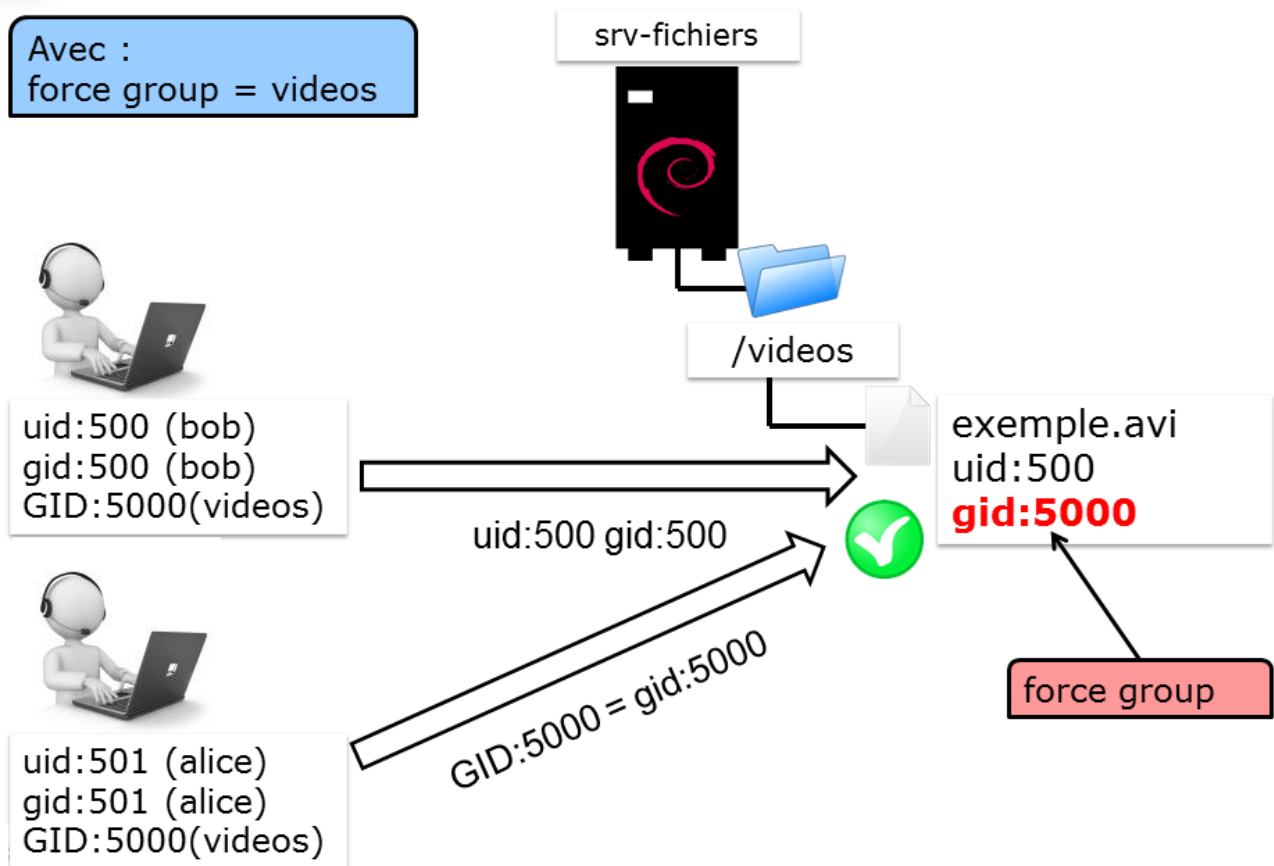 Avec :
force group = videos
srv-fichiers
/videos
exemple.avi
uid:500
gid:5000
uid:500 (bob)
gid:500 (bob)
GID:5000(videos)
uid:500 gid:500
GID:5000 = gid:5000
force group
uid:501 (alice)
gid:501 (alice)
GID:5000(videos)